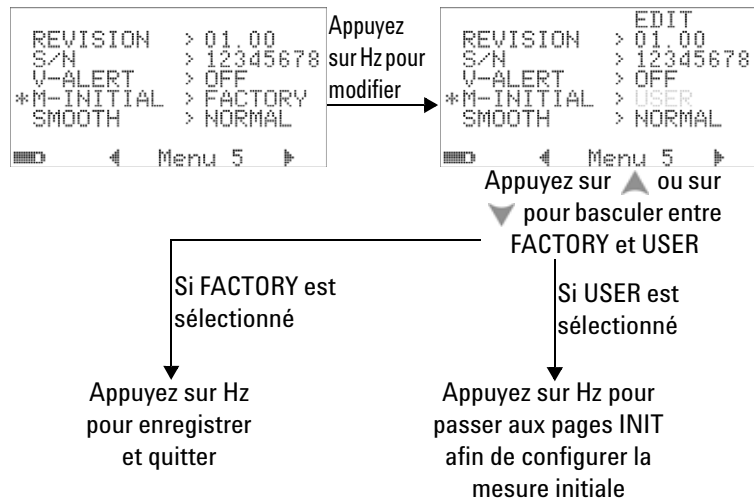 REVISION > 01.00
S/N > 12345678
V-ALERT > OFF
*M-INITIAL > FACTORY
SMOOTH > NORMAL
Menu 5
Appuyez
sur Hz pour
modifier
EDIT
REVISION > 01.00
S/N > 12345678
V-ALERT > OFF
*M-INITIAL > USER
SMOOTH > NORMAL
Menu 5
Appuyez sur ou sur
pour basculer entre
FACTORY et USER
Si FACTORY est
sélectionné
Appuyez sur Hz
pour enregistrer
et quitter
Si USER est
sélectionné
Appuyez sur Hz pour
passer aux pages INIT
afin de configurer la
mesure initiale